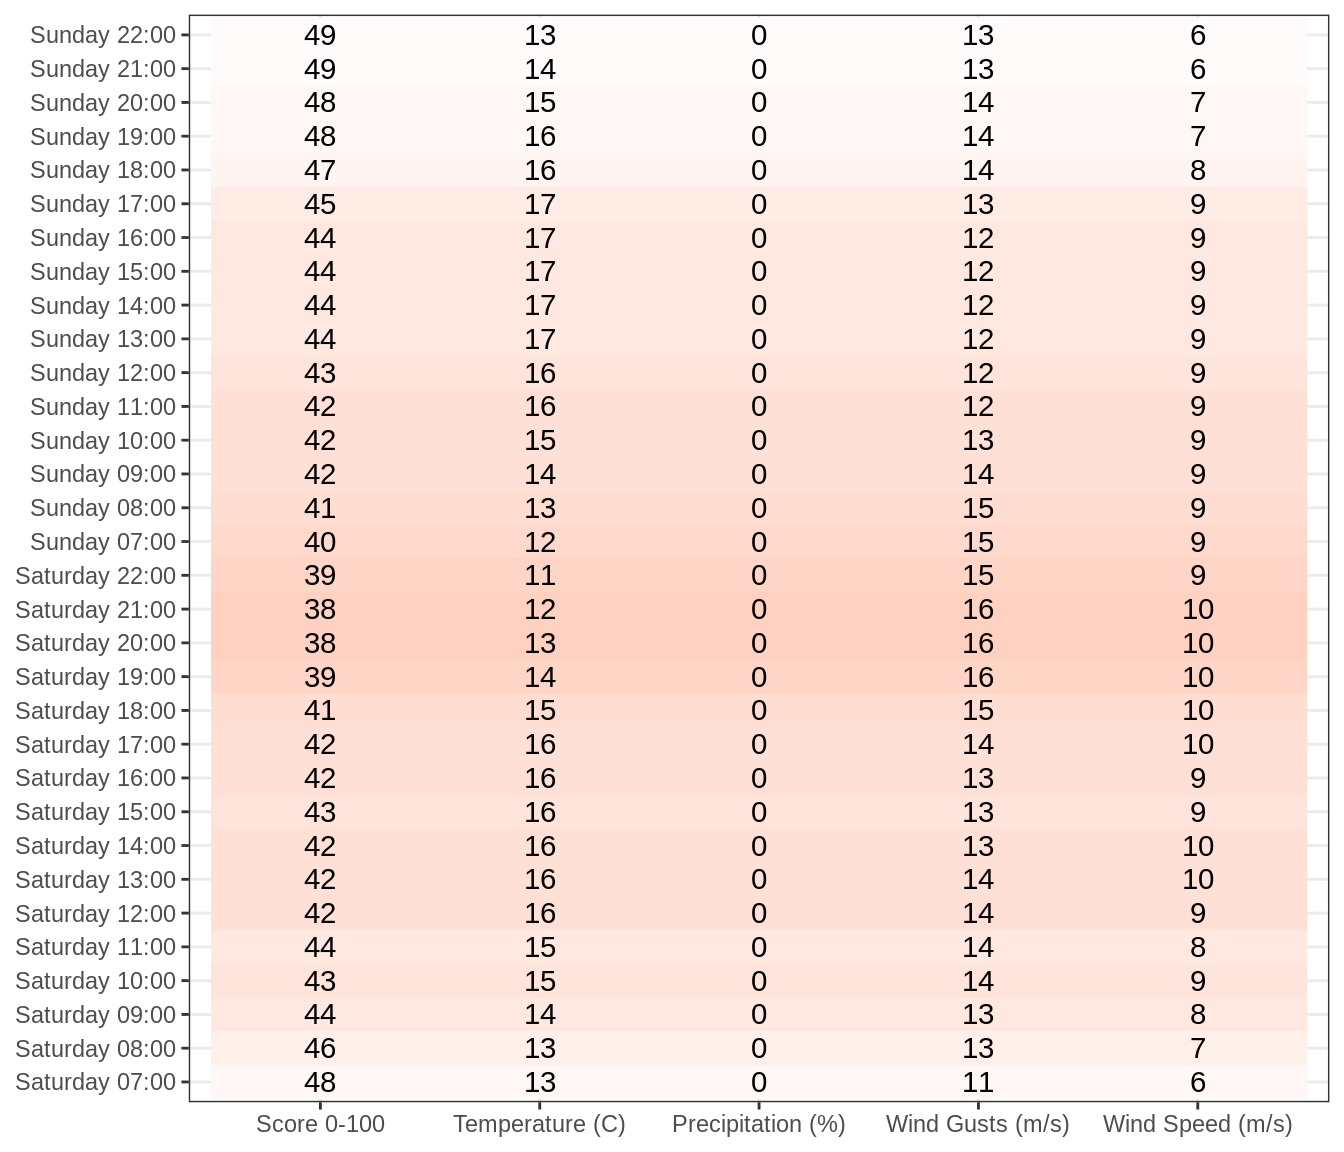 Sunday 22:00 49 13 0 13 6
Sunday 21:00 49 14 0 13 6
Sunday 20:00 48 15 0 14 7
Sunday 19:00 48 16 0 14 7
Sunday 18:00 47 16 0 14 8
Sunday 17:00 45 17 0 13 9
Sunday 16:00 44 17 0 12 9
Sunday 15:00 44 17 0 12 9
Sunday 14:00 44 17 0 12 9
Sunday 13:00 44 17 0 12 9
Sunday 12:00 43 16 0 12 9
Sunday 11:00 42 16 0 12 9
Sunday 10:00 42 15 0 13 9
Sunday 09:00 42 14 0 14 9
Sunday 08:00 41 13 0 15 9
Sunday 07:00 40 12 0 15 9
Saturday 22:00 39 11 0 15 9
Saturday 21:00 38 12 0 16 10
Saturday 20:00 38 13 0 16 10
Saturday 19:00 39 14 0 16 10
Saturday 18:00 41 15 0 15 10
Saturday 17:00 42 16 0 14 10
Saturday 16:00 42 16 0 13 9
Saturday 15:00 43 16 0 13 9
Saturday 14:00 42 16 0 13 10
Saturday 13:00 42 16 0 14 10
Saturday 12:00 42 16 0 14 9
Saturday 11:00 44 15 0 14 8
Saturday 10:00 43 15 0 14 9
Saturday 09:00 44 14 0 13 8
Saturday 08:00 46 13 0 13 7
Saturday 07:00 48 13 0 11 6
Score 0-100 Temperature (C) Precipitation (%) Wind Gusts (m/s) Wind Speed (m/s)